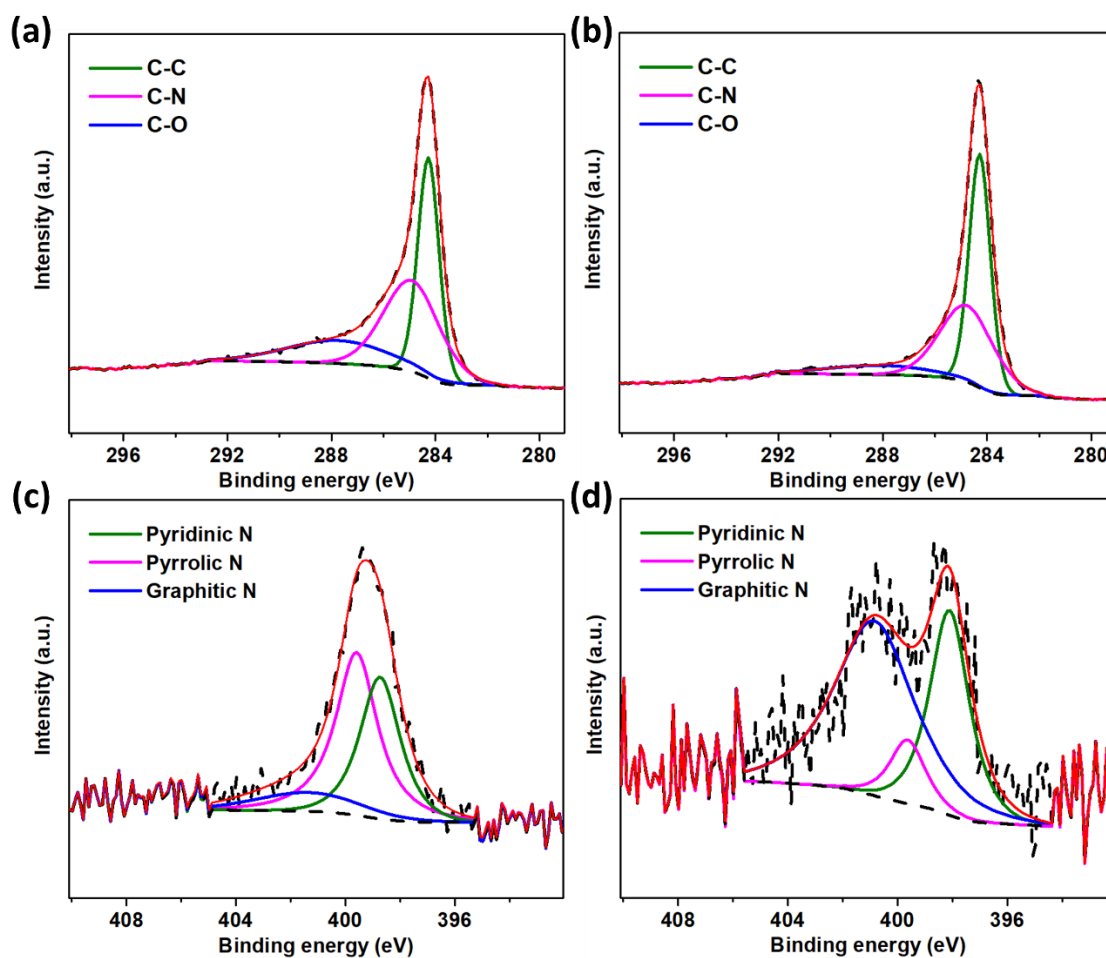 (a)
C-C
C-N
C-O
Intensity (a.u.)
296 292 288 284 280
Binding energy (eV)
(b)
C-C
C-N
C-O
Intensity (a.u.)
296 292 288 284 280
Binding energy (eV)
(c)
Pyridinic N
Pyrrolic N
Graphitic N
Intensity (a.u.)
408 404 400 396
Binding energy (eV)
(d)
Pyridinic N
Pyrrolic N
Graphitic N
Intensity (a.u.)
408 404 400 396
Binding energy (eV)